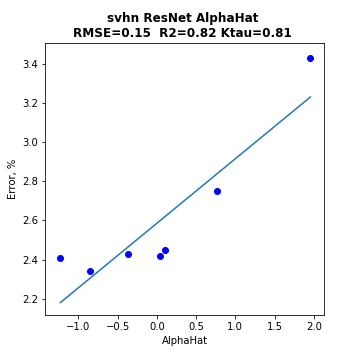 svhn ResNet AlphaHat
RMSE=0.15 R2=0.82 Ktau=0.81
3.4
3.2
3.0
2.8
2.6
2.4
2.2
Error, %
−1.0 −0.5 0.0 0.5 1.0 1.5 2.0
AlphaHat